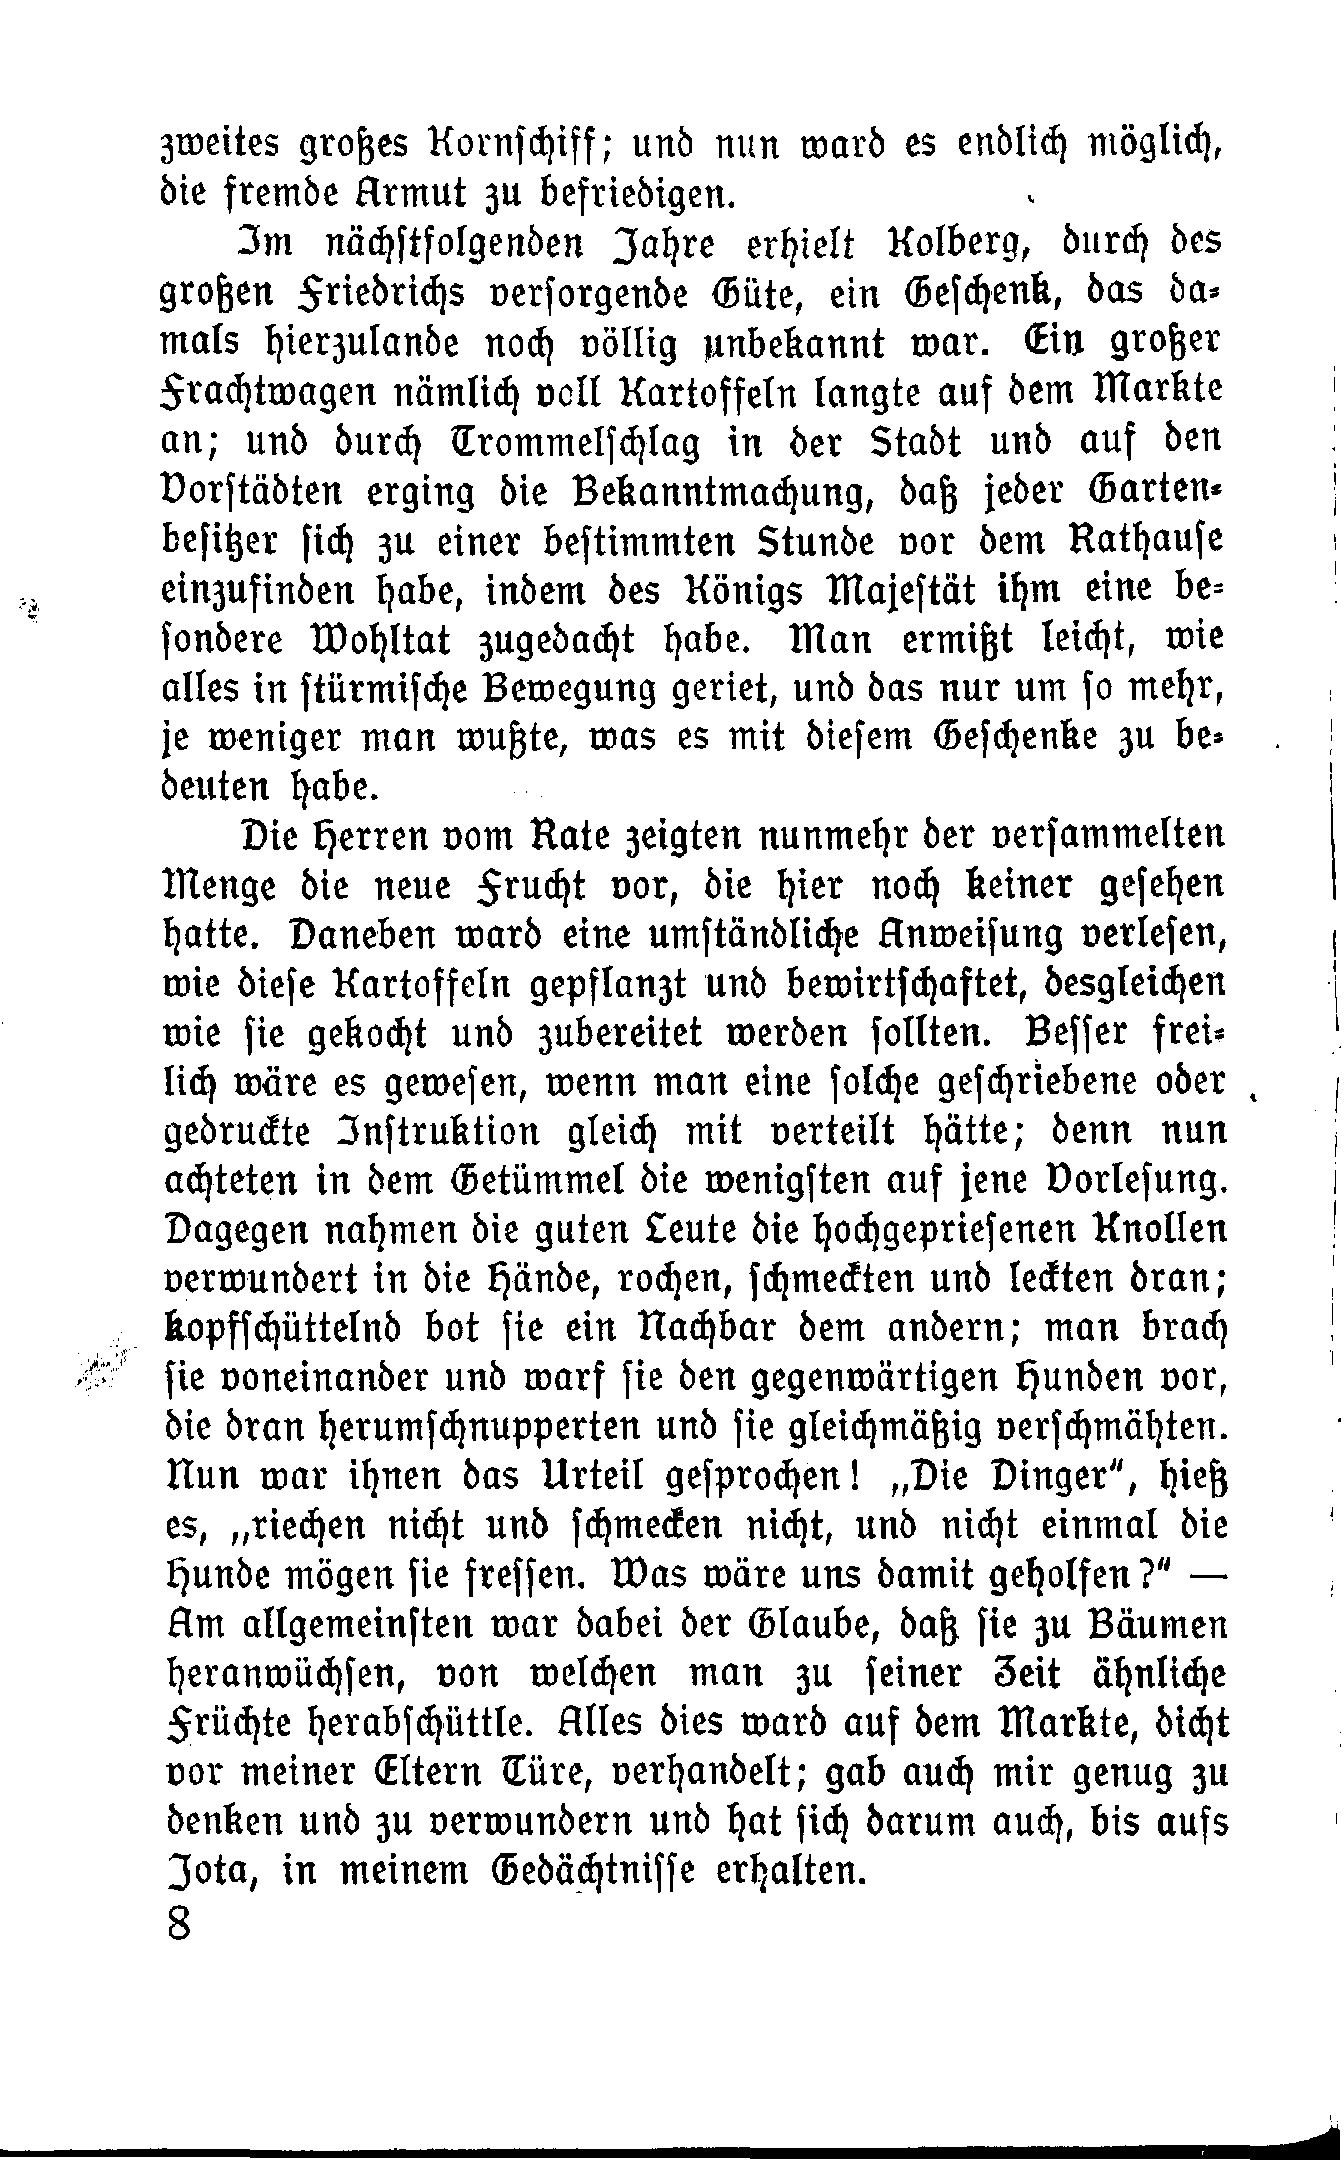 zweites großes Kornschiff; und nun ward es endlich möglich,
die fremde Armut zu befriedigen.
Im nächstfolgenden Jahre erhielt Kolberg, durch des
großen Friedrichs versorgende Güte, ein Geschenk, das da-
mals hierzulande noch völlig unbekannt war. Ein großer
Frachtwagen nämlich voll Kartoffeln langte auf dem Markte
an; und durch Trommelschlag in der Stadt und auf den
Vorstädten erging die Bekanntmachung, daß jeder Garten-
besitzer sich zu einer bestimmten Stunde vor dem Rathause
einzufinden habe, indem des Königs Majestät ihm eine be-
sondere Wohltat zugedacht habe. Man ermißt leicht, wie
alles in stürmische Bewegung geriet, und das nur um so mehr,
je weniger man wußte, was es mit diesem Geschenke zu be-
deuten habe.
Die Herren vom Rate zeigten nunmehr der versammelten
Menge die neue Frucht vor, die hier noch keiner gesehen
hatte. Daneben ward eine umständliche Anweisung verlesen,
wie diese Kartoffeln gepflanzt und bewirtschaftet, desgleichen
wie sie gekocht und zubereitet werden sollten. Besser frei-
lich wäre es gewesen, wenn man eine solche geschriebene oder
gedruckte Instruktion gleich mit verteilt hätte; denn nun
achteten in dem Getümmel die wenigsten auf jene Vorlesung.
Dagegen nahmen die guten Leute die hochgepriesenen Knollen
verwundert in die Hände, rochen, schmeckten und leckten dran;
kopfschüttelnd bot sie ein Nachbar dem andern; man brach
sie voneinander und warf sie den gegenwärtigen Hunden vor,
die dran herumschnupperten und sie gleichmäßig verschmähten.
Nun war ihnen das Urteil gesprochen! „Die Dinger“, hieß
es, „riechen nicht und schmecken nicht, und nicht einmal die
Hunde mögen sie fressen. Was wäre uns damit geholfen?“ —
Am allgemeinsten war dabei der Glaube, daß sie zu Bäumen
heranwüchsen, von welchen man zu seiner Zeit ähnliche
Früchte herabschüttle. Alles dies ward auf dem Markte, dicht
vor meiner Eltern Türe, verhandelt; gab auch mir genug zu
denken und zu verwundern und hat sich darum auch, bis aufs
Jota, in meinem Gedächtnisse erhalten.
8